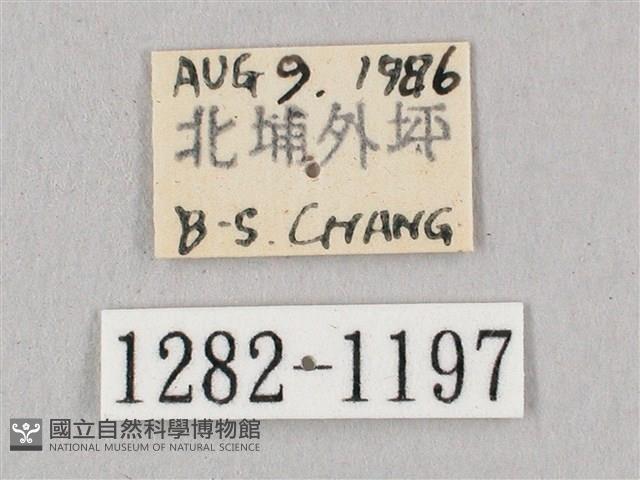 AUG 9. 1986
北埔外坪
B-S. CHANG
1282-1197
國立自然科學博物館
NATIONAL MUSEUM OF NATURAL SCIENCE